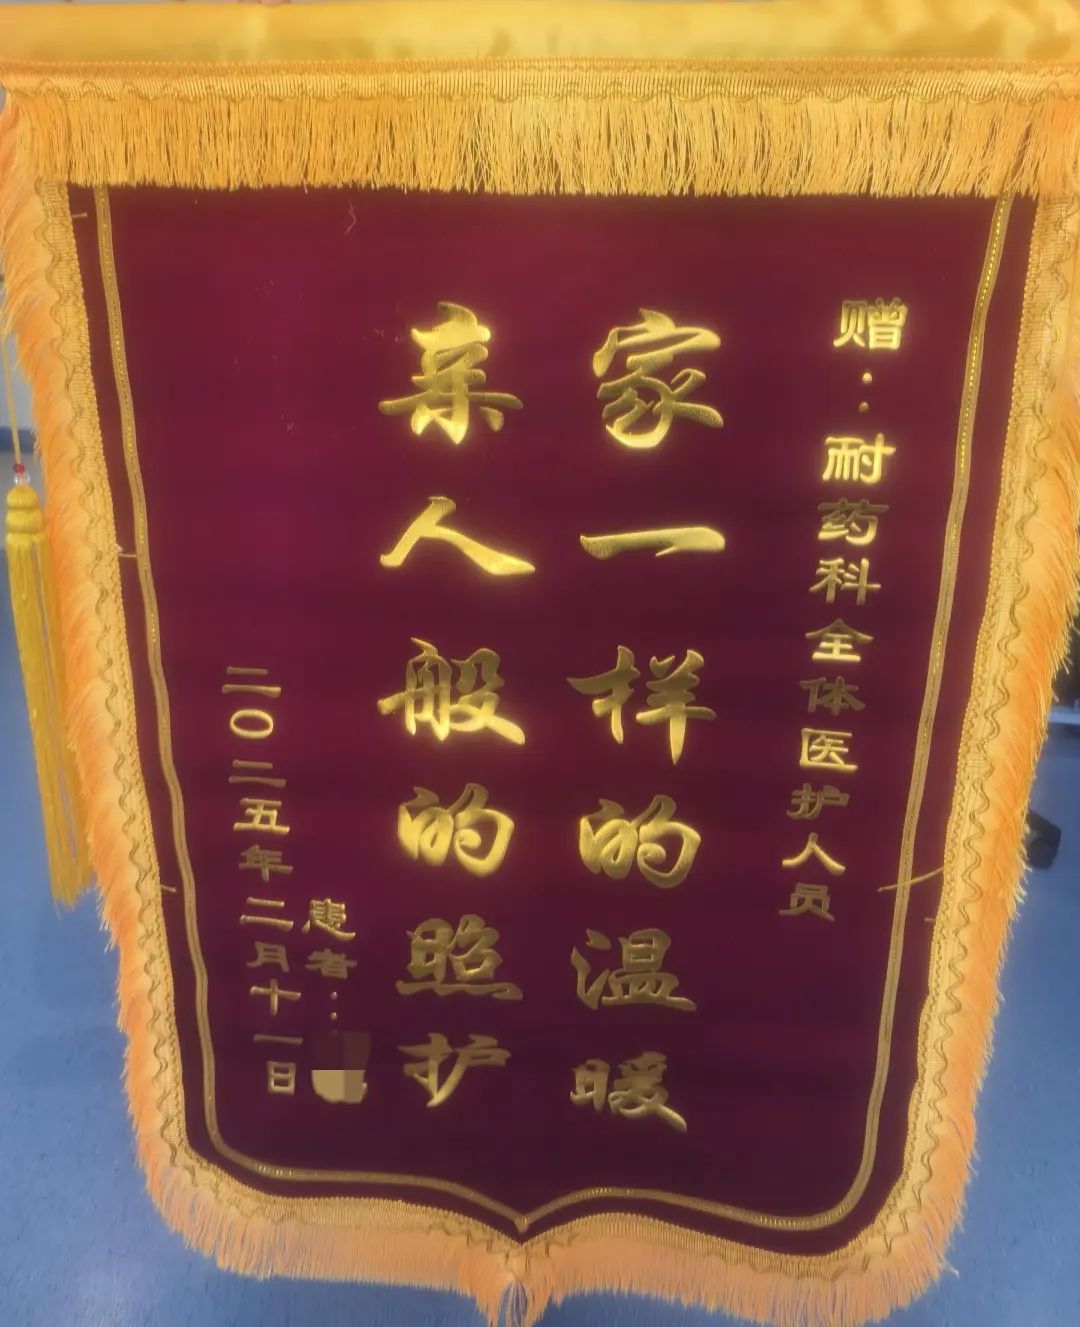 赠：耐药科全体医护人员
家一样的温暖
亲人般的照护
患者：
二〇二五年二月十一日